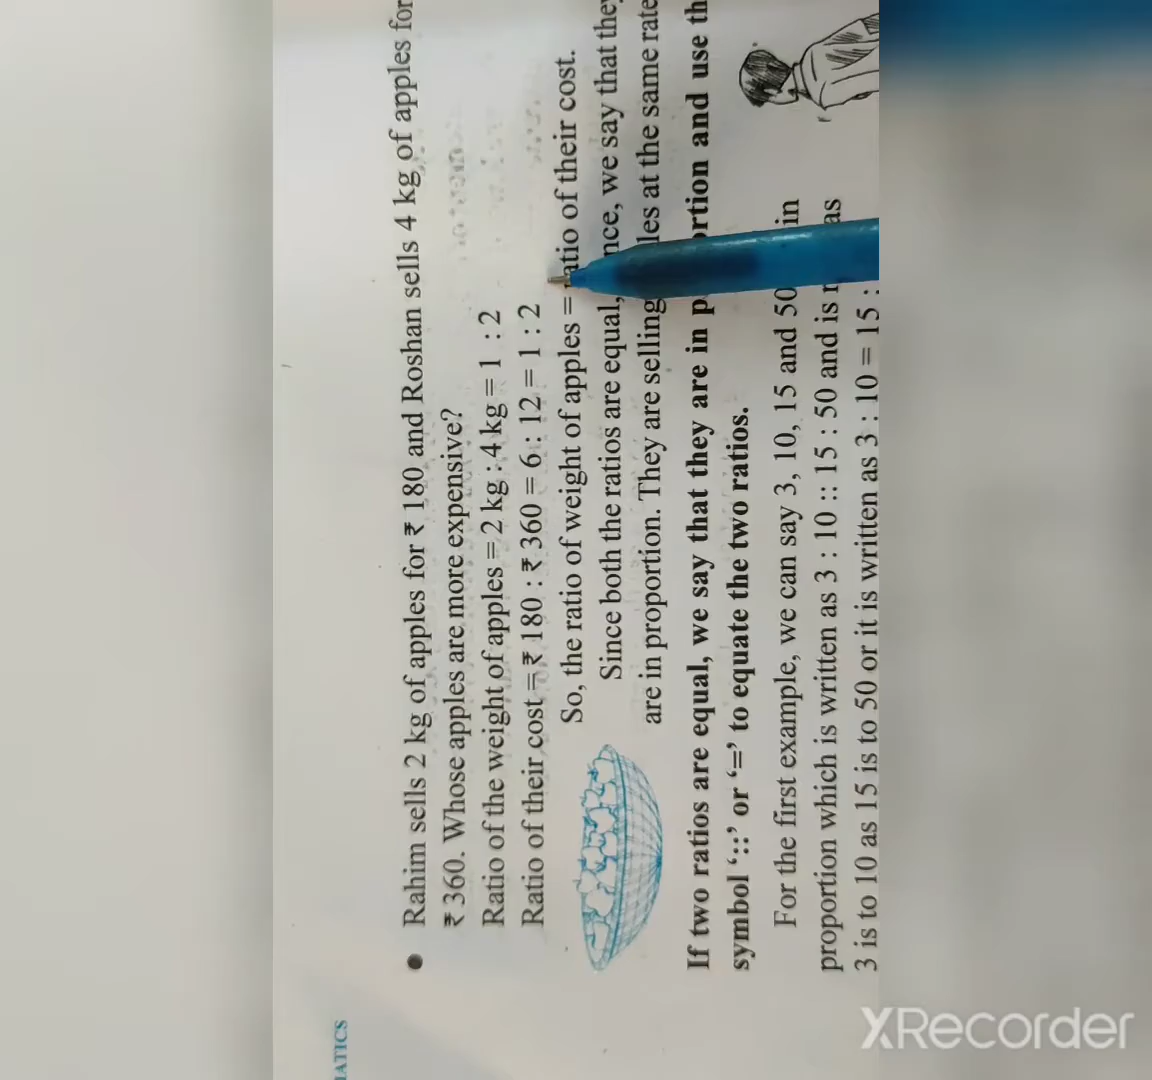 Rahim sells 2 kg of apples for ₹ 180 and Roshan sells 4 kg of apples for
₹ 360. Whose apples are more expensive?
Ratio of the weight of apples = 2 kg : 4 kg = 1 : 2
Ratio of their cost = ₹ 180 : ₹ 360 = 6 : 12 = 1 : 2
So, the ratio of weight of apples = ratio of their cost.
Since both the ratios are equal, we say that they
are in proportion. They are selling at the same rate
If two ratios are equal, we say that they are in and use
symbol ‘::’ or ‘=’ to equate the two ratios.
For the first example, we can say 3, 10, 15 and 50 in
proportion which is written as 3 : 10 :: 15 : 50 and is as
3 is to 10 as 15 is to 50 or it is written as 3 : 10 = 15 :
MATICS
XRecorder